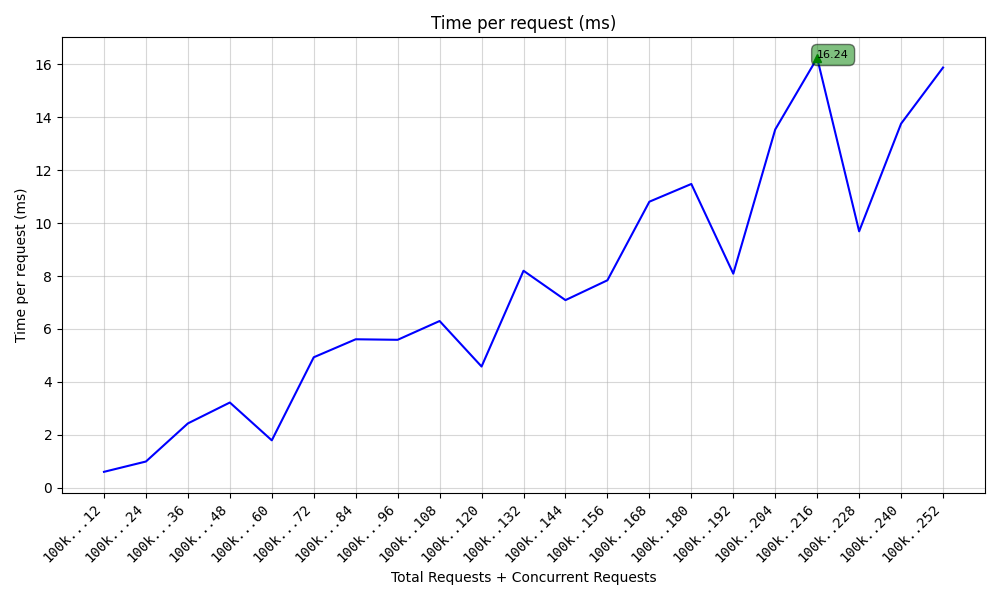 Time per request (ms)
16.24
16
14
12
10
8
6
4
2
0
Time per request (ms)
100k...12
100k...24
100k...36
100k...48
100k...60
100k...72
100k...84
100k...96
100k..108
100k..120
100k..132
100k..144
100k..156
100k..168
100k..180
100k..192
100k..204
100k..216
100k..228
100k..240
100k..252
Total Requests + Concurrent Requests